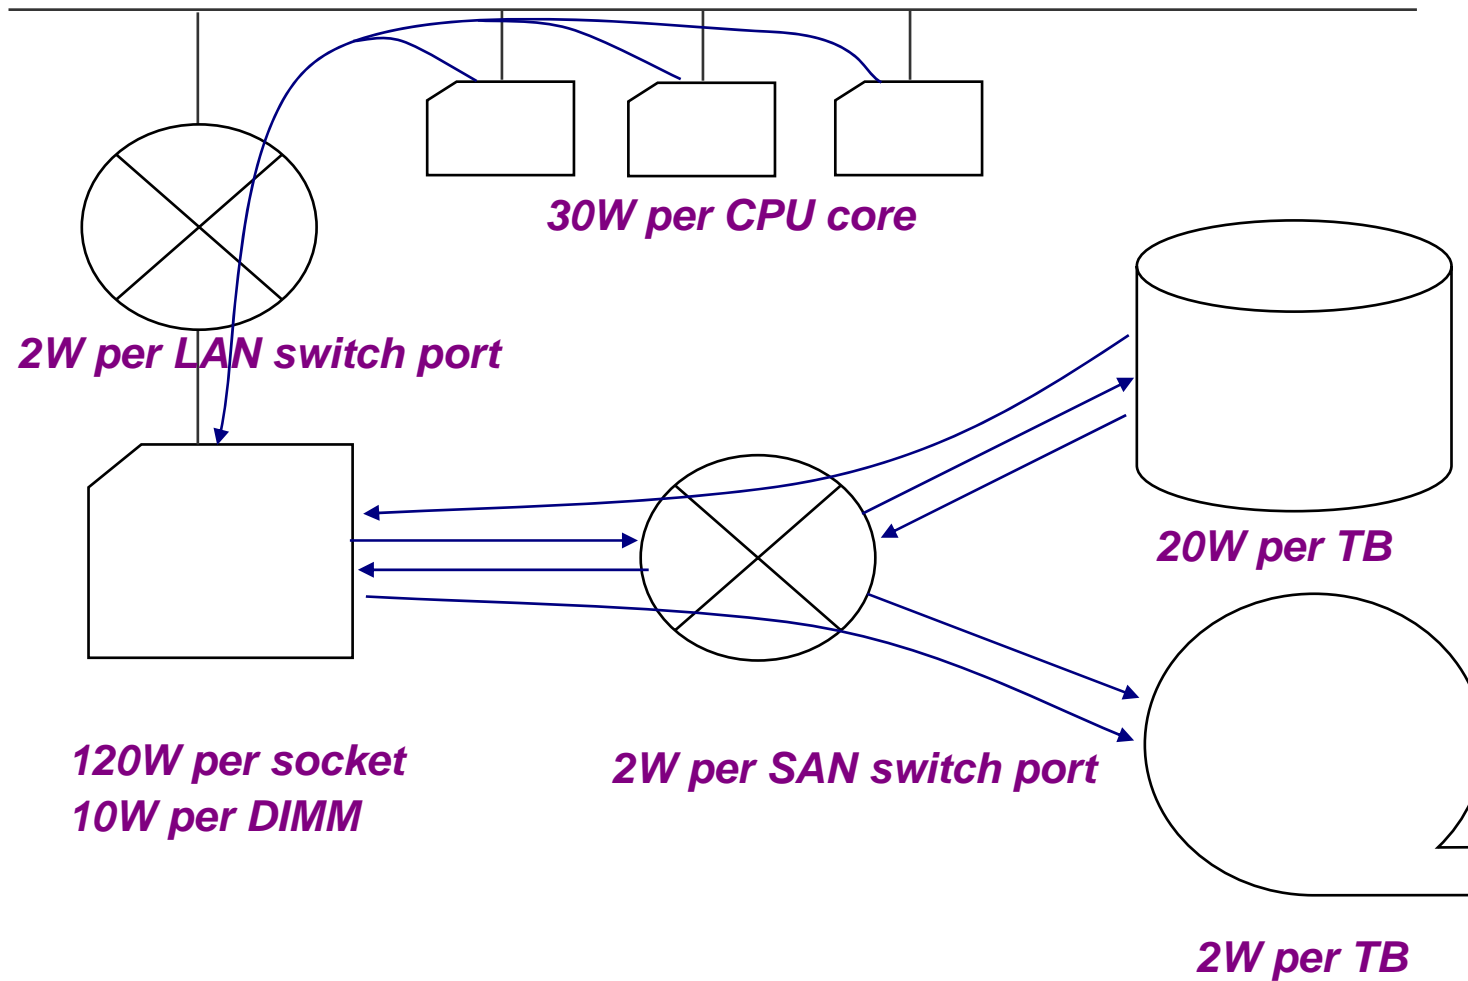 30W per CPU core
2W per LAN switch port
20W per TB
120W per socket
10W per DIMM
2W per SAN switch port
2W per TB